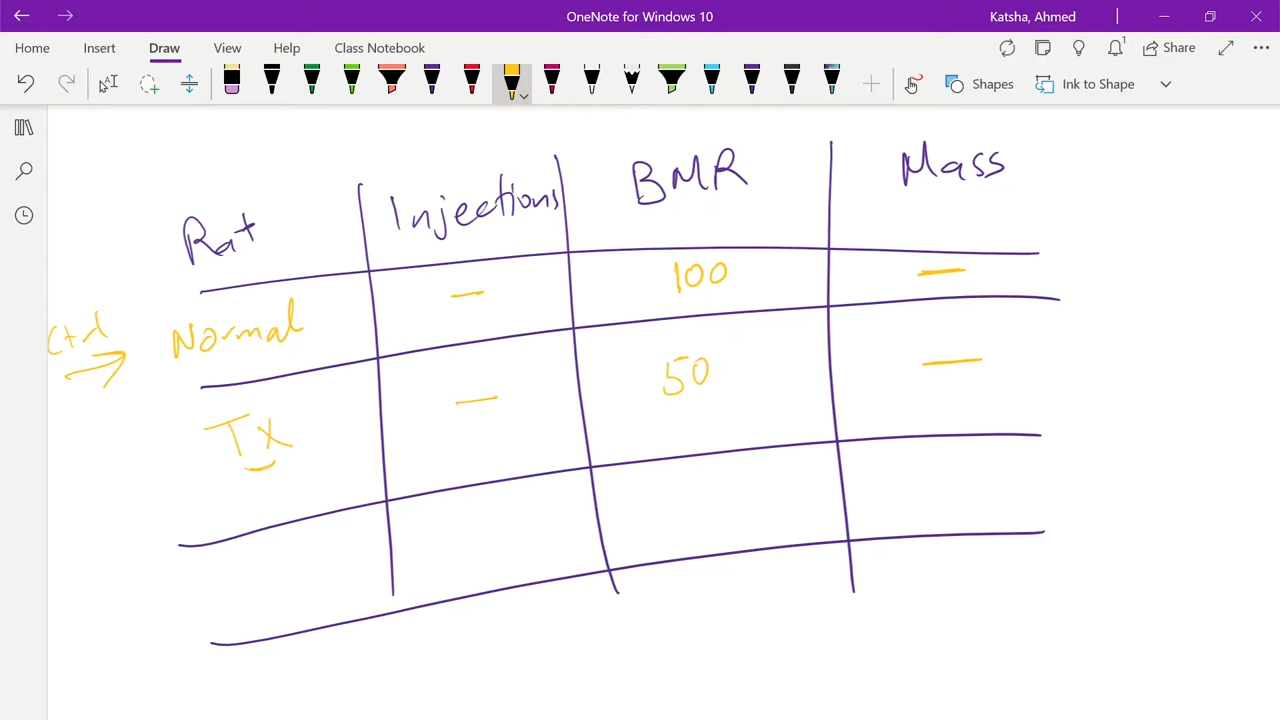 OneNote for Windows 10
Katsha, Ahmed
Home Insert Draw View Help Class Notebook
Share
Shapes Ink to Shape
Rat Injections BMR Mass
Ctrl Normal — 100 —
Tx — 50 —